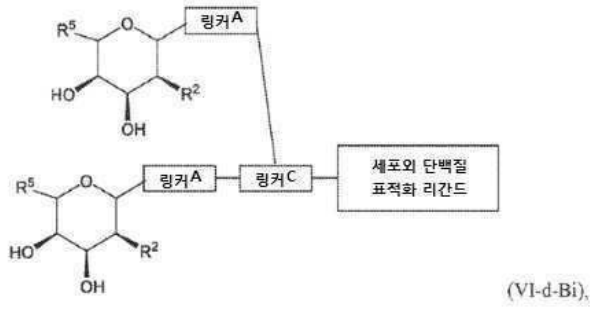 R⁵
O
링커ᴬ
HO
R²
OH
R⁵
O
링커ᴬ
링커ꟲ
세포외 단백질
표적화 리간드
HO
R²
OH
(VI-d-Bi),